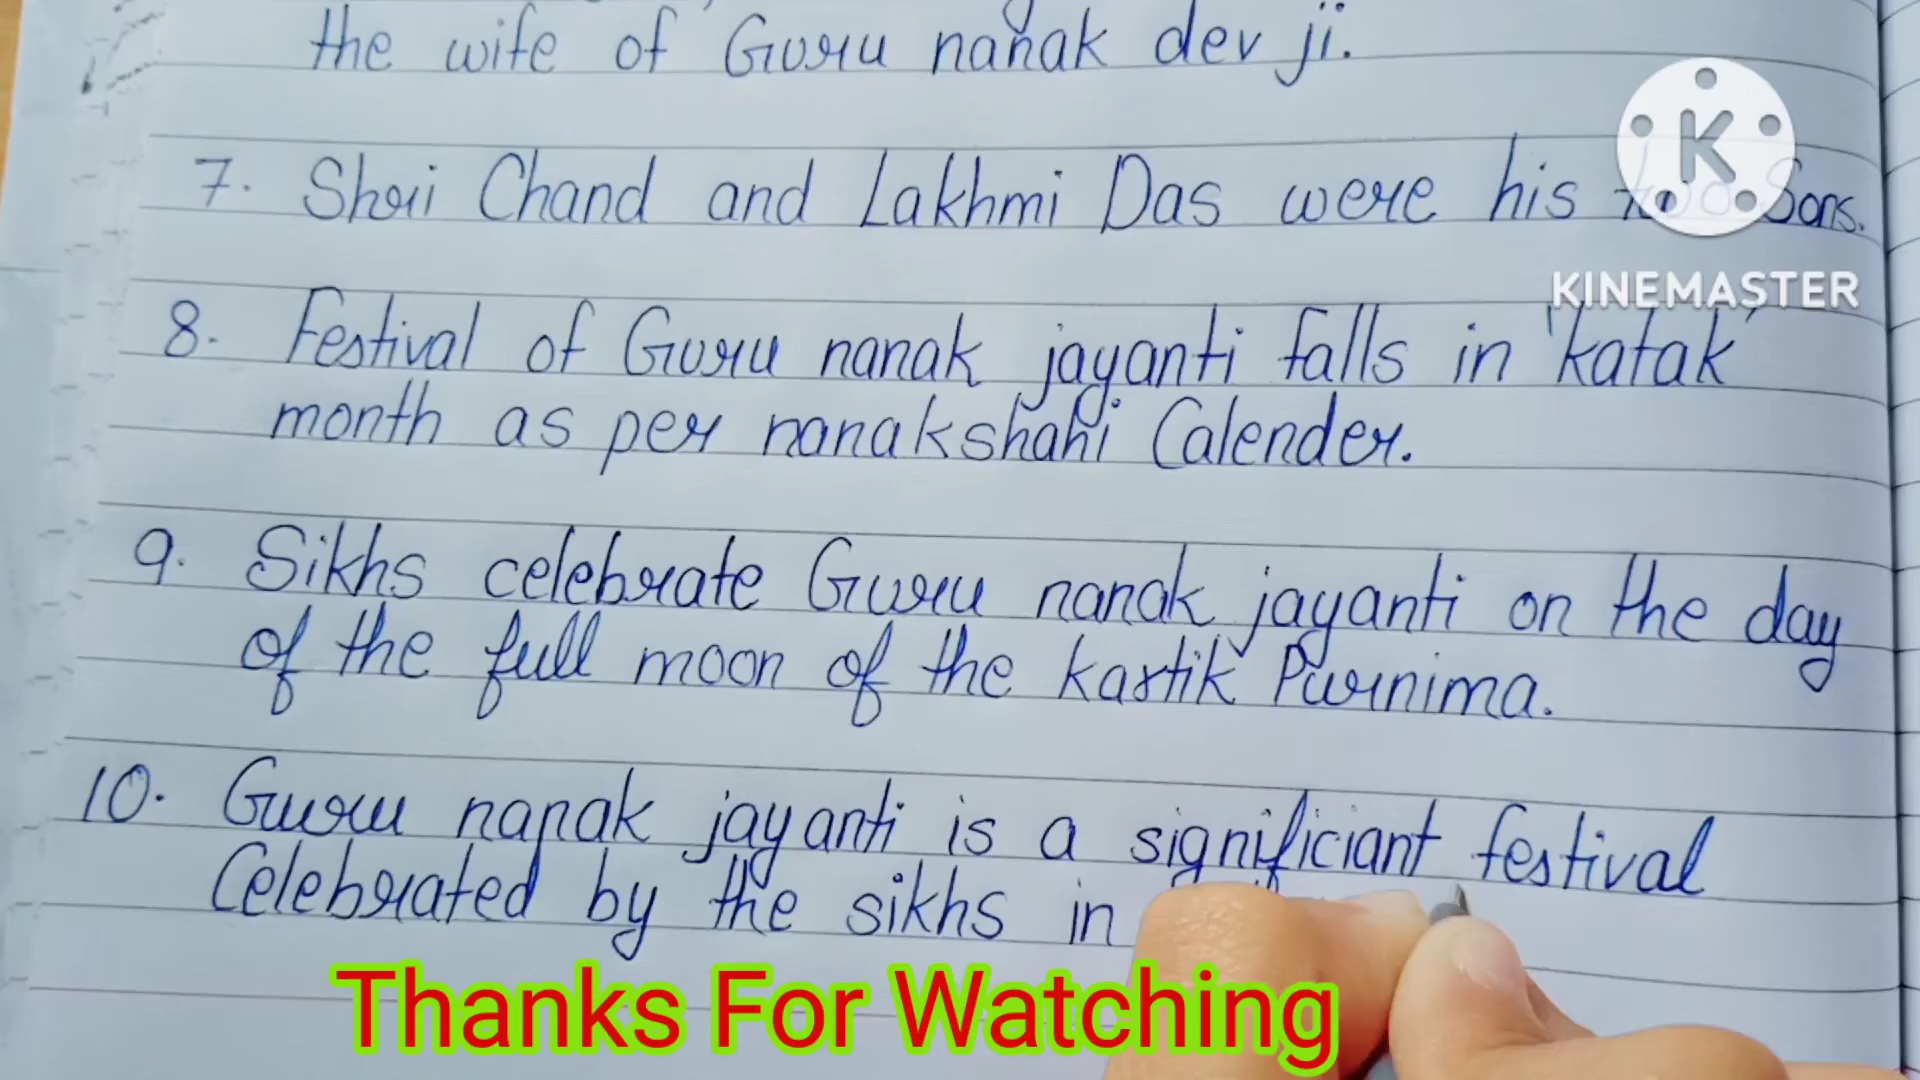 the wife of Guru nanak dev ji.
7. Shri Chand and Lakhmi Das were his two Sons.
KINEMASTER
8. Festival of Guru nanak jayanti falls in 'katak'
month as per nanakshahi Calender.
9. Sikhs celebrate Guru nanak jayanti on the day
of the full moon of the kartik Purnima.
10. Guru nanak jayanti is a significiant festival
Celebrated by the sikhs in
Thanks For Watching